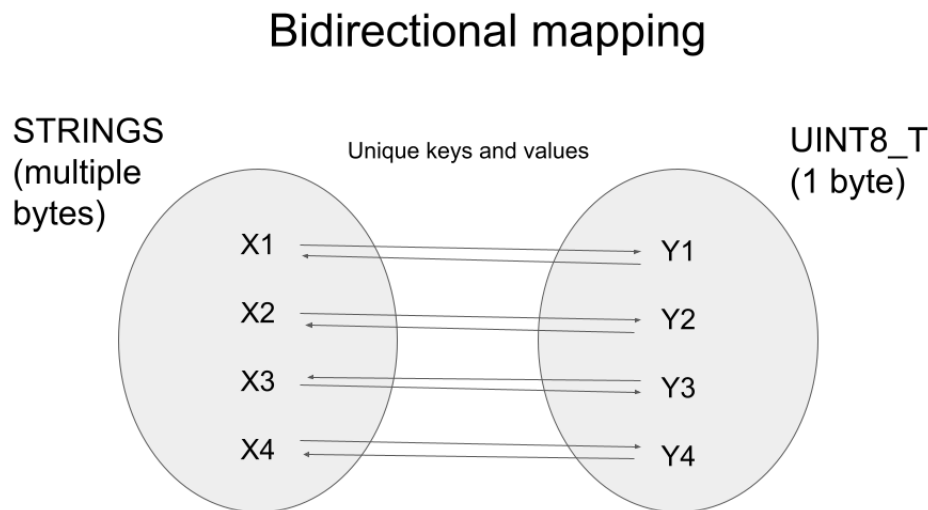 Bidirectional mapping
STRINGS
(multiple
bytes)
Unique keys and values
UINT8_T
(1 byte)
X1
Y1
X2
Y2
X3
Y3
X4
Y4